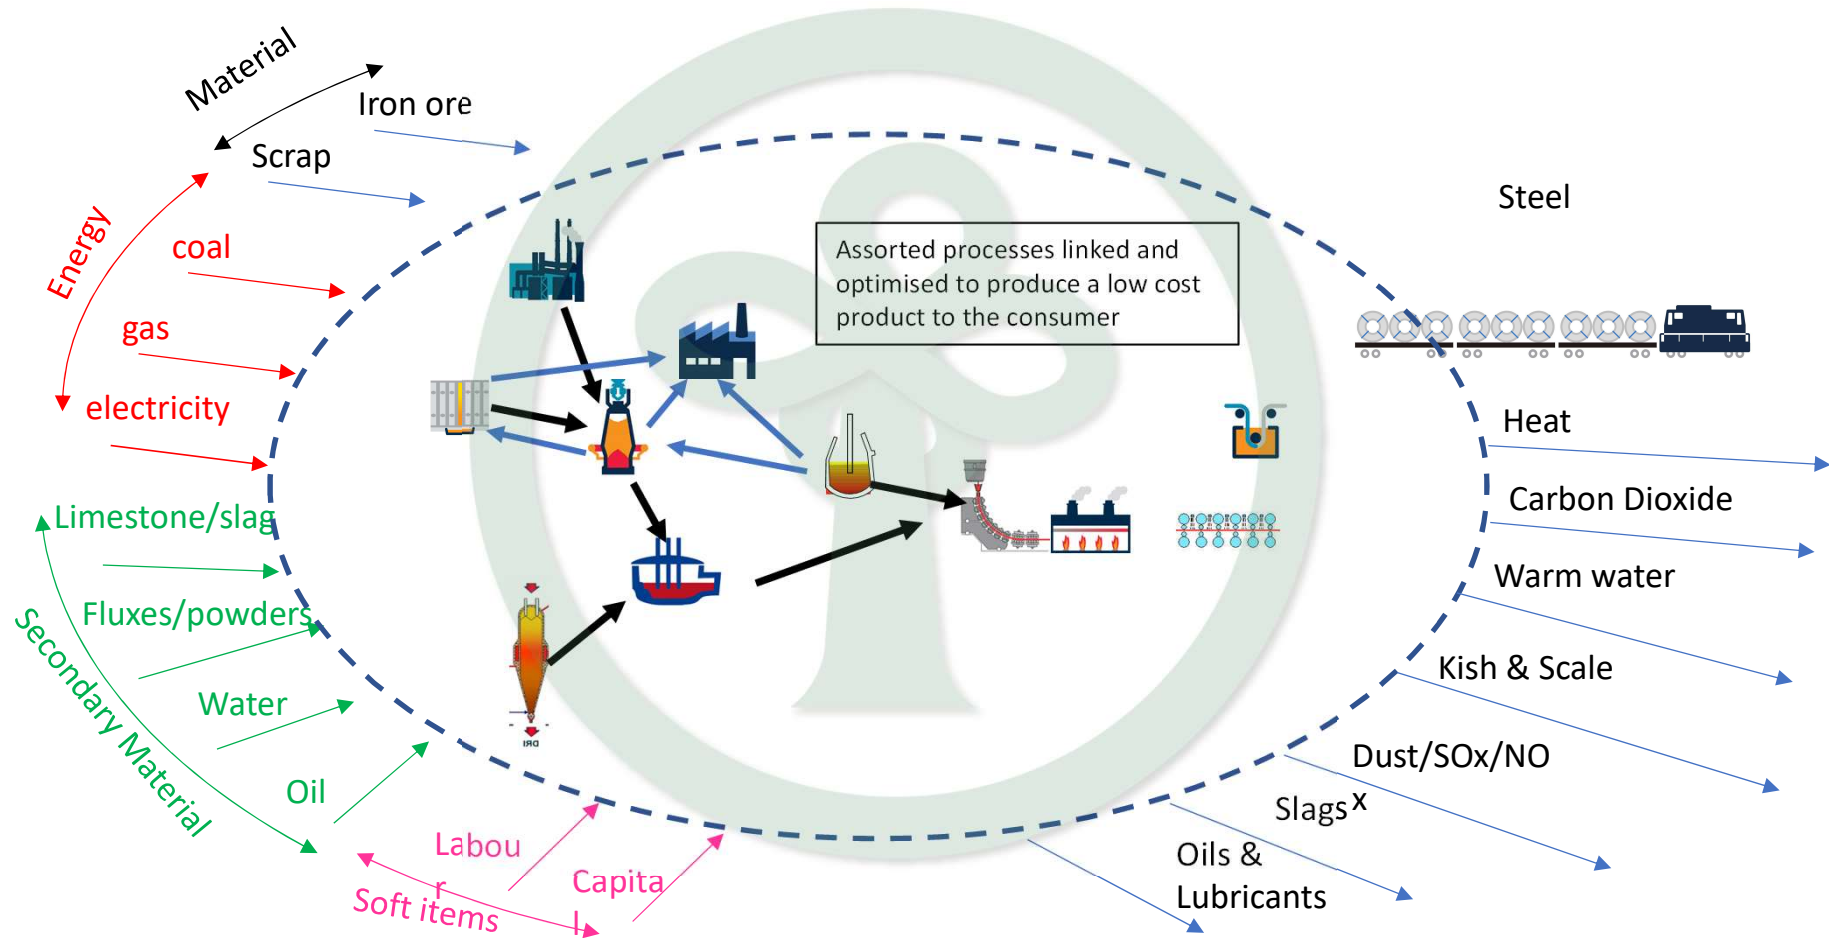 Material
Iron ore
Scrap
Energy
coal
gas
electricity
Limestone/slag
Fluxes/powders
Water
Oil
Secondary Material
Labou
r
Capita
l
Soft items
Assorted processes linked and
optimised to produce a low cost
product to the consumer
DRI
Steel
Heat
Carbon Dioxide
Warm water
Kish & Scale
Dust/SOx/NO
x
Slags
Oils &
Lubricants